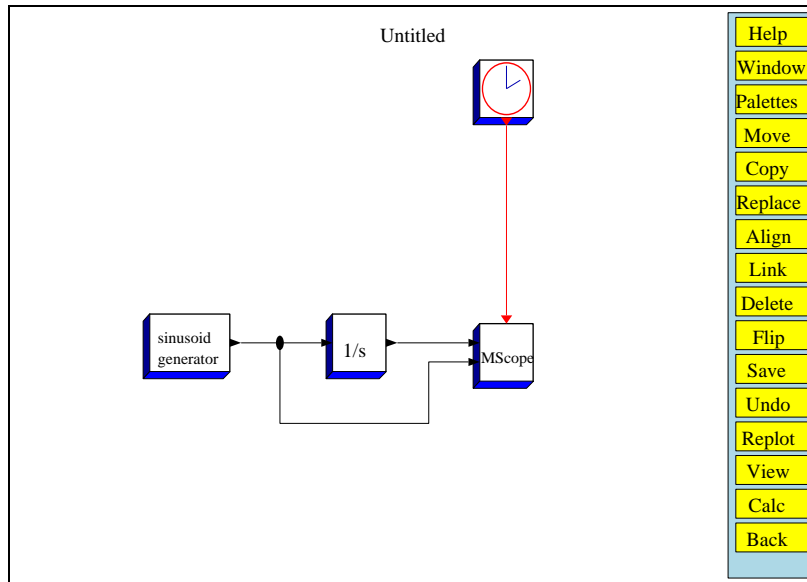 Untitled
sinusoid
generator
1/s
MScope
Help
Window
Palettes
Move
Copy
Replace
Align
Link
Delete
Flip
Save
Undo
Replot
View
Calc
Back